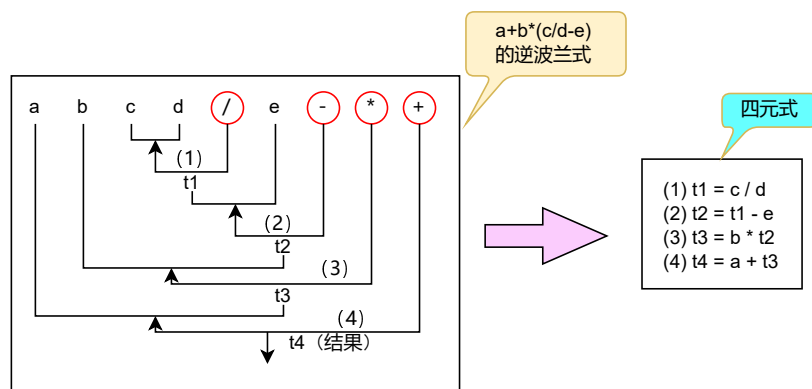 a+b*(c/d-e)
的逆波兰式
a b c d / e - * +
(1)
t1
(2)
t2
(3)
t3
(4)
t4（结果）
四元式
(1) t1 = c / d
(2) t2 = t1 - e
(3) t3 = b * t2
(4) t4 = a + t3